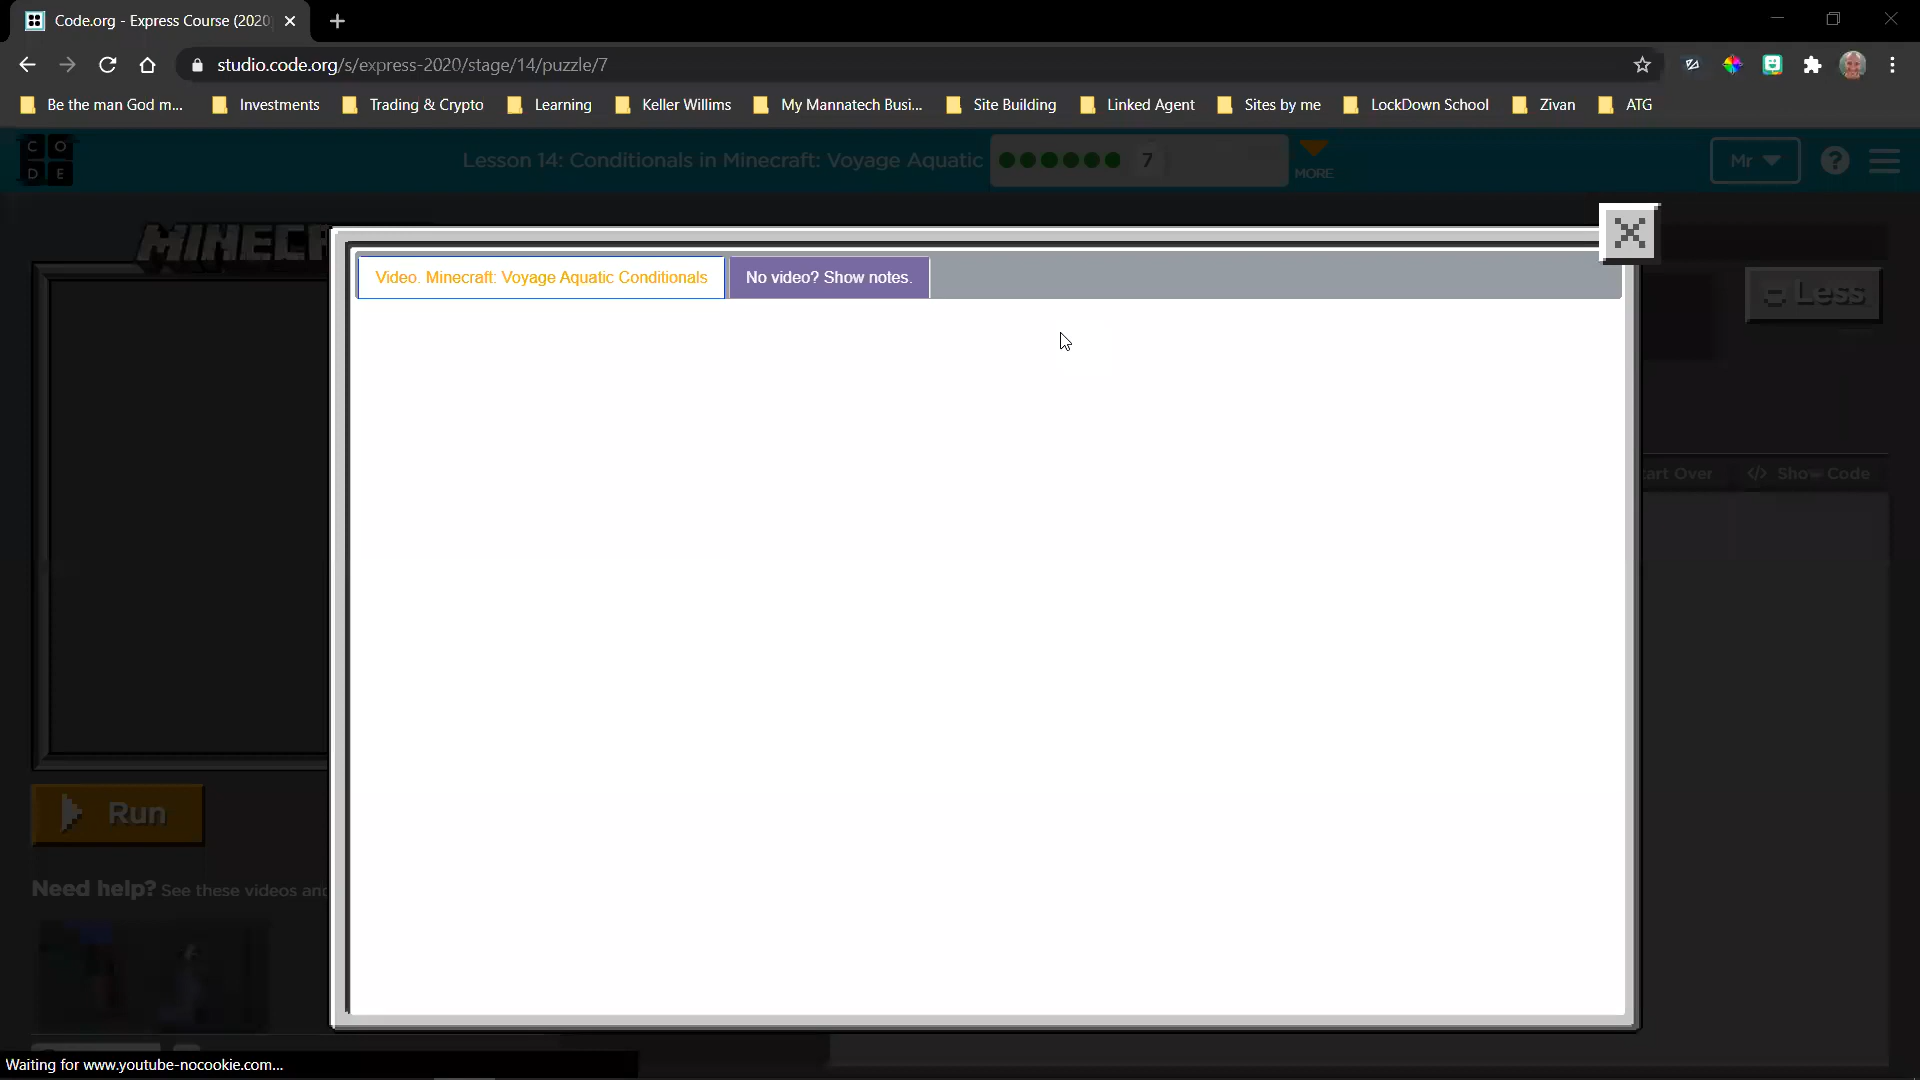 Code.org - Express Course (2020)
studio.code.org/s/express-2020/stage/14/puzzle/7
Be the man God m...
Investments
Trading & Crypto
Learning
Keller Willims
My Mannatech Busi...
Site Building
Linked Agent
Sites by me
LockDown School
Zivan
ATG
C O
D E
Lesson 14: Conditionals in Minecraft: Voyage Aquatic
7
MORE
Mr
?
MINECR
Video. Minecraft: Voyage Aquatic Conditionals
No video? Show notes.
Less
tart Over
</> Show Code
Run
Need help? See these videos and
Waiting for www.youtube-nocookie.com...